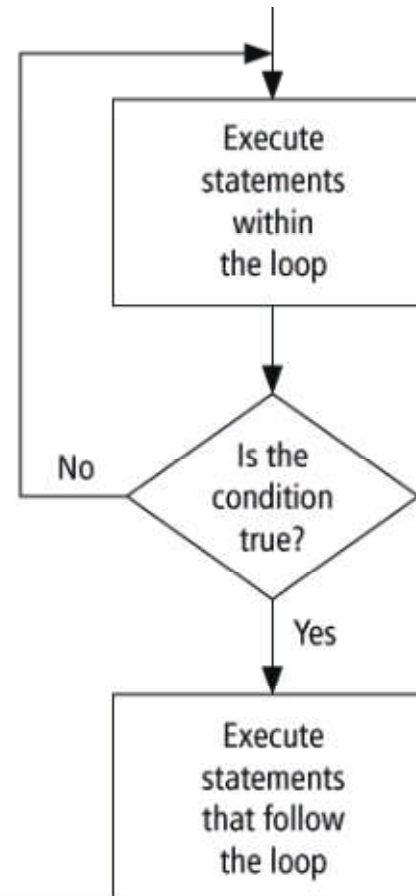 Execute
statements
within
the loop
No
Is the
condition
true?
Yes
Execute
statements
that follow
the loop